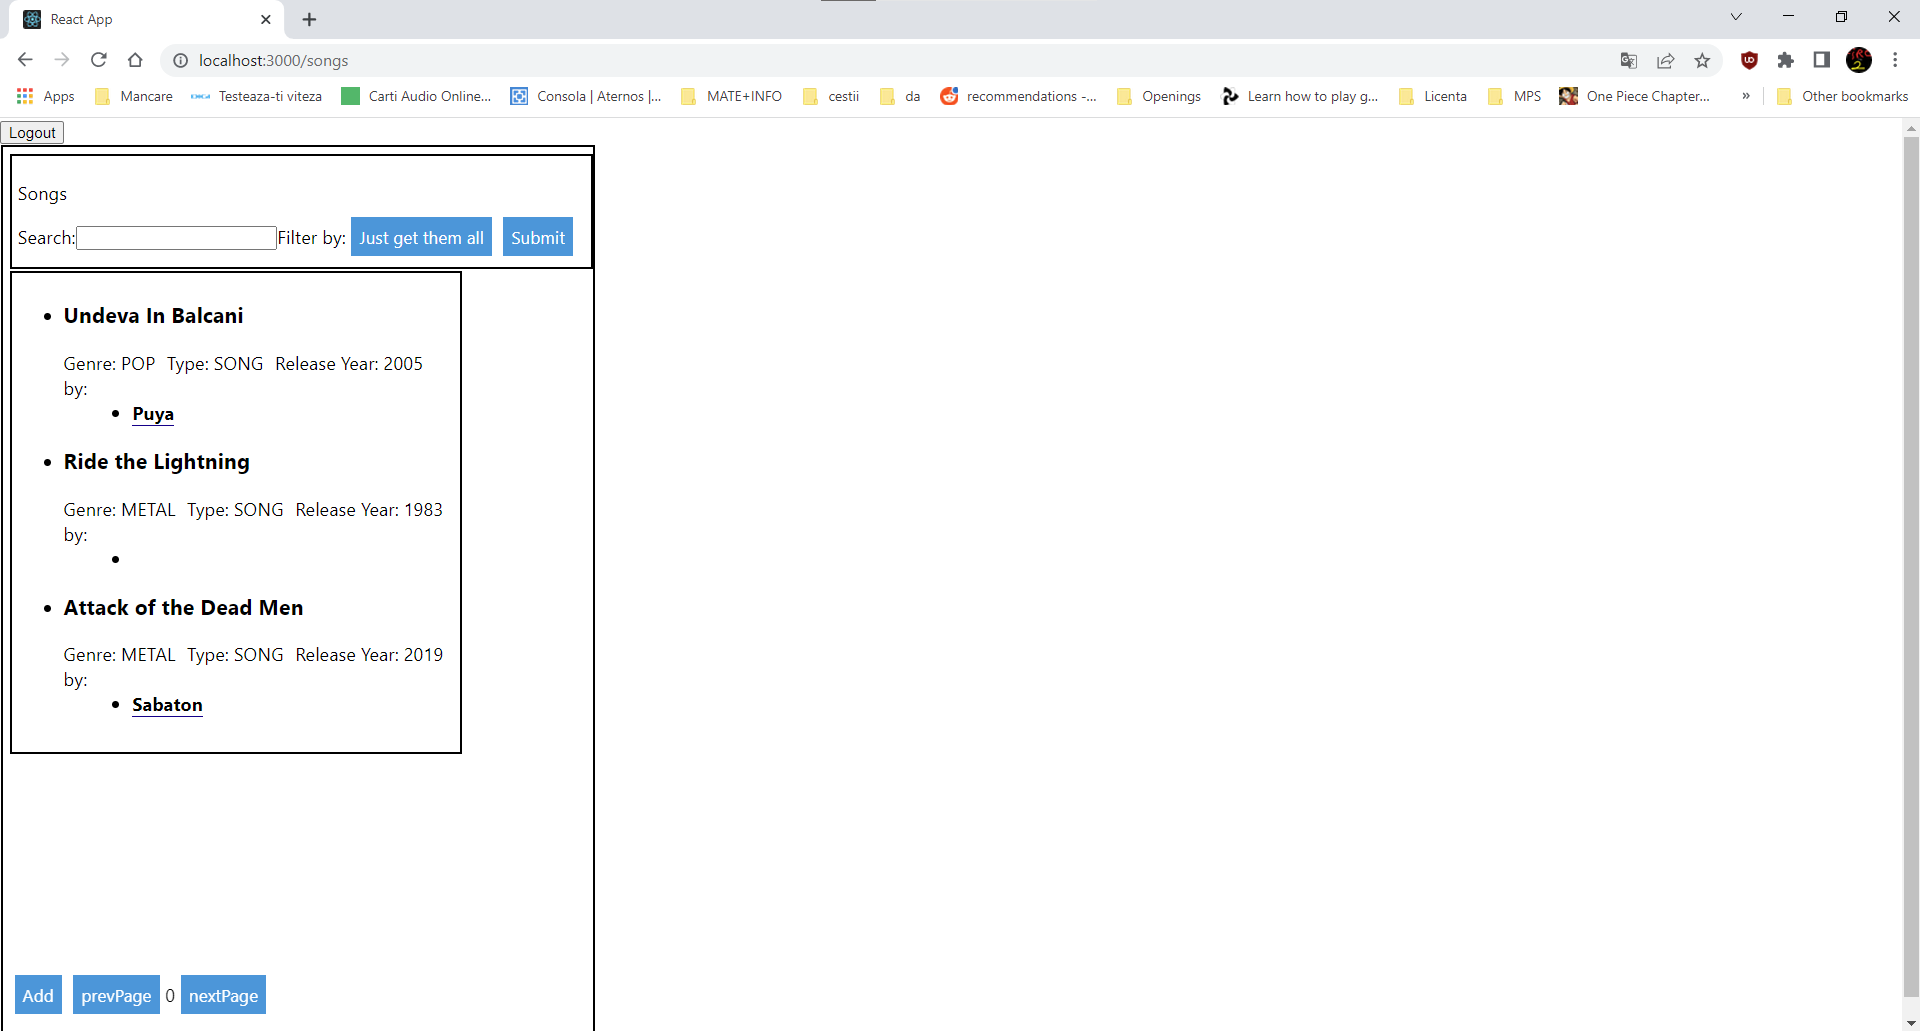 React App
localhost:3000/songs
Apps Mancare Testeaza-ti viteza Carti Audio Online... Consola | Aternos |... MATE+INFO cestii da recommendations -... Openings Learn how to play g... Licenta MPS One Piece Chapter... » Other bookmarks
Logout
Songs
Search: Filter by: Just get them all Submit
• Undeva In Balcani
Genre: POP Type: SONG Release Year: 2005
by:
• Puya
• Ride the Lightning
Genre: METAL Type: SONG Release Year: 1983
by:
•
• Attack of the Dead Men
Genre: METAL Type: SONG Release Year: 2019
by:
• Sabaton
Add prevPage 0 nextPage